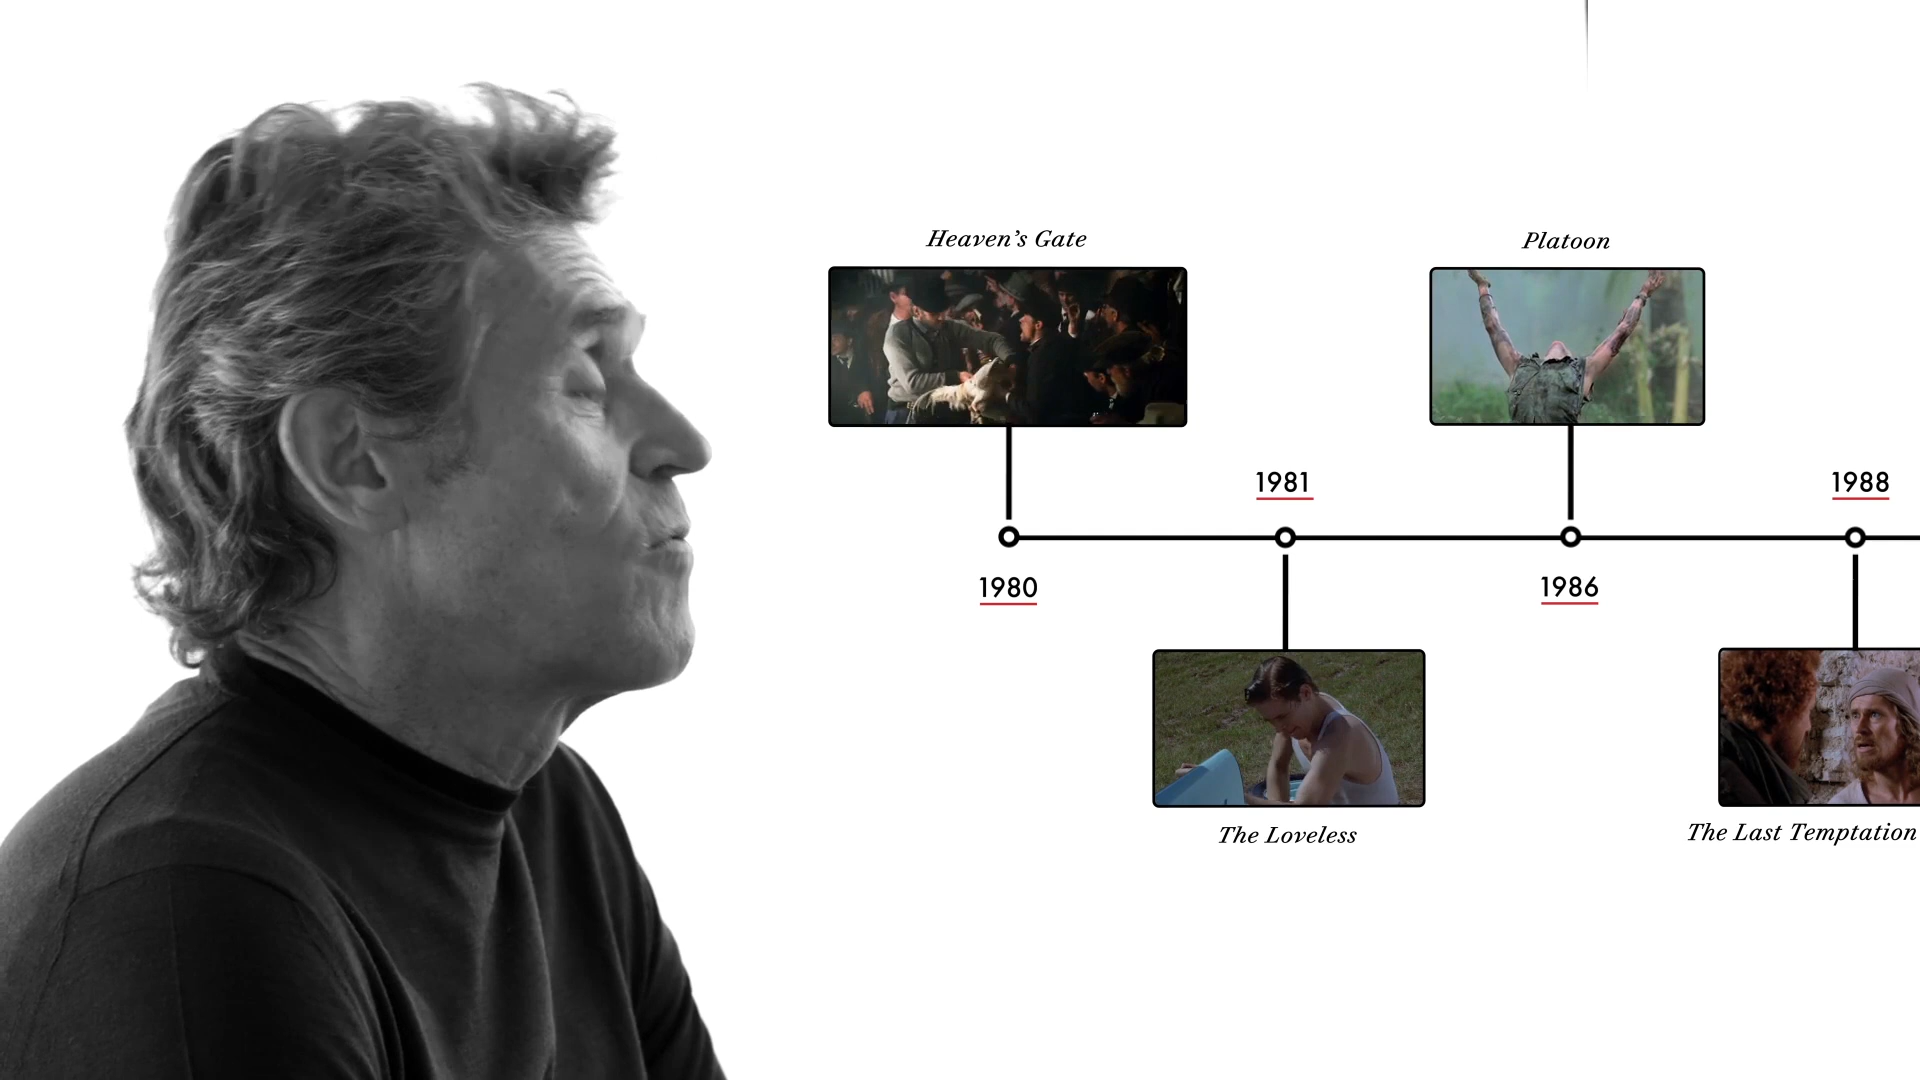 Heaven’s Gate
Platoon
1981
1988
1980
1986
The Loveless
The Last Temptation